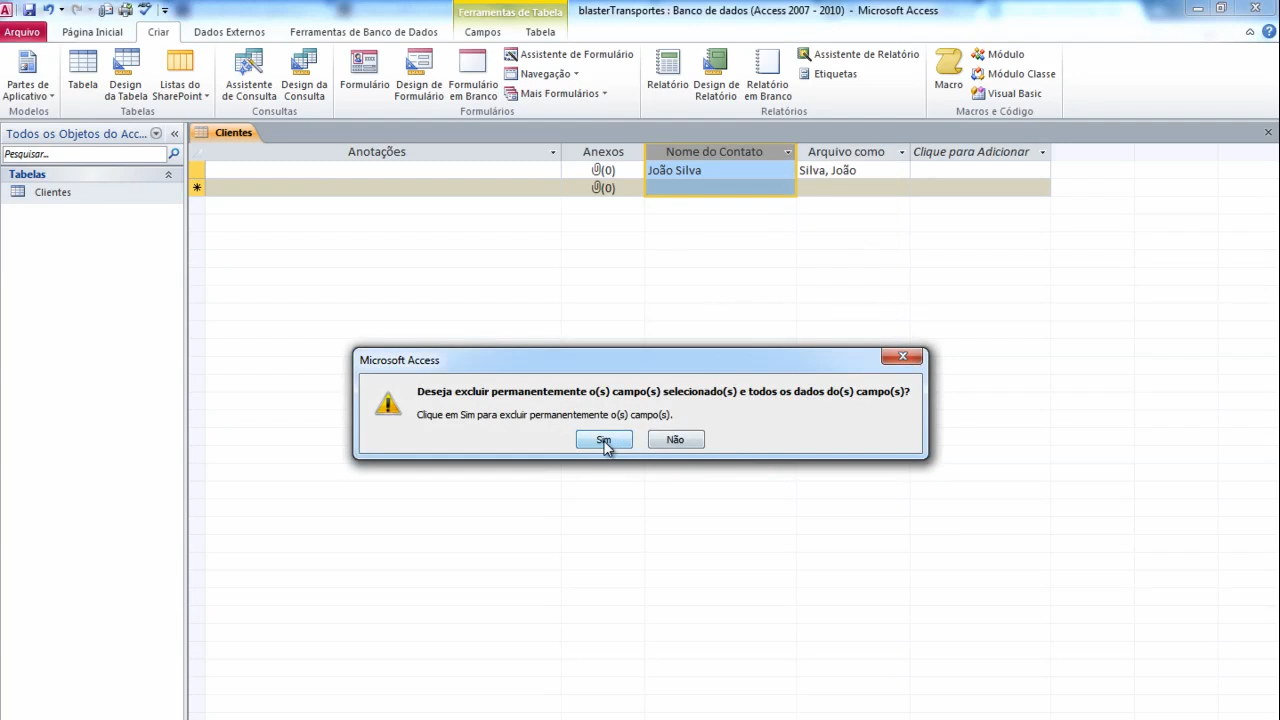 blasterTransportes : Banco de dados (Access 2007 - 2010) - Microsoft Access
Ferramentas de Tabela
Arquivo Página Inicial Criar Dados Externos Ferramentas de Banco de Dados Campos Tabela
Partes de Aplicativo
Tabela
Design da Tabela
Listas do SharePoint
Assistente de Consulta
Design da Consulta
Formulário
Design de Formulário
Formulário em Branco
Assistente de Formulário
Navegação
Mais Formulários
Relatório
Design de Relatório
Relatório em Branco
Assistente de Relatório
Etiquetas
Macro
Módulo
Módulo Classe
Visual Basic
Modelos Tabelas Consultas Formulários Relatórios Macros e Código
Todos os Objetos do Acc...
Pesquisar...
Tabelas
Clientes
Clientes
Anotações Anexos Nome do Contato Arquivo como Clique para Adicionar
(0) João Silva Silva, João
* (0)
Microsoft Access
Deseja excluir permanentemente o(s) campo(s) selecionado(s) e todos os dados do(s) campo(s)?
Clique em Sim para excluir permanentemente o(s) campo(s).
Sim Não